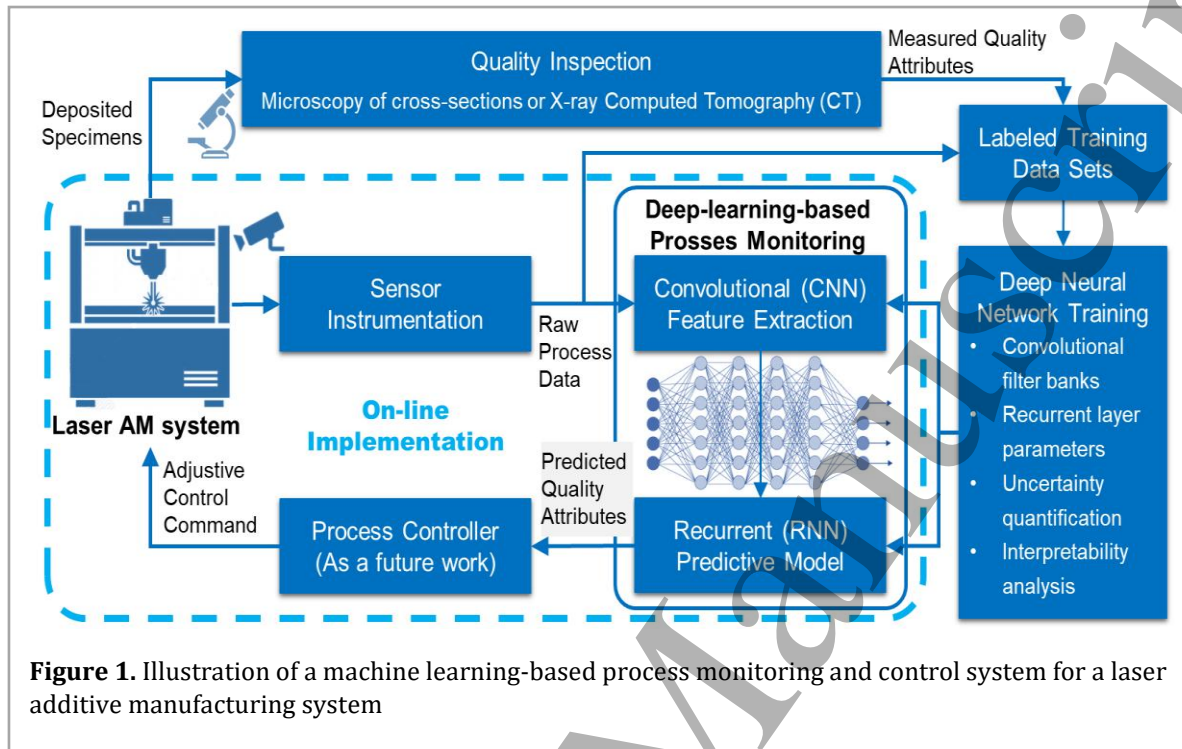 Quality Inspection
Microscopy of cross-sections or X-ray Computed Tomography (CT)
Measured Quality
Attributes
Deposited
Specimens
Labeled Training
Data Sets
Deep-learning-based
Prosses Monitoring
Sensor
Instrumentation
Raw
Process
Data
Convolutional (CNN)
Feature Extraction
Deep Neural
Network Training
• Convolutional
filter banks
• Recurrent layer
parameters
• Uncertainty
quantification
• Interpretability
analysis
Laser AM system
On-line
Implementation
Adjustive
Control
Command
Predicted
Quality
Attributes
Process Controller
(As a future work)
Recurrent (RNN)
Predictive Model
Figure 1. Illustration of a machine learning-based process monitoring and control system for a laser
additive manufacturing system
Manuscri